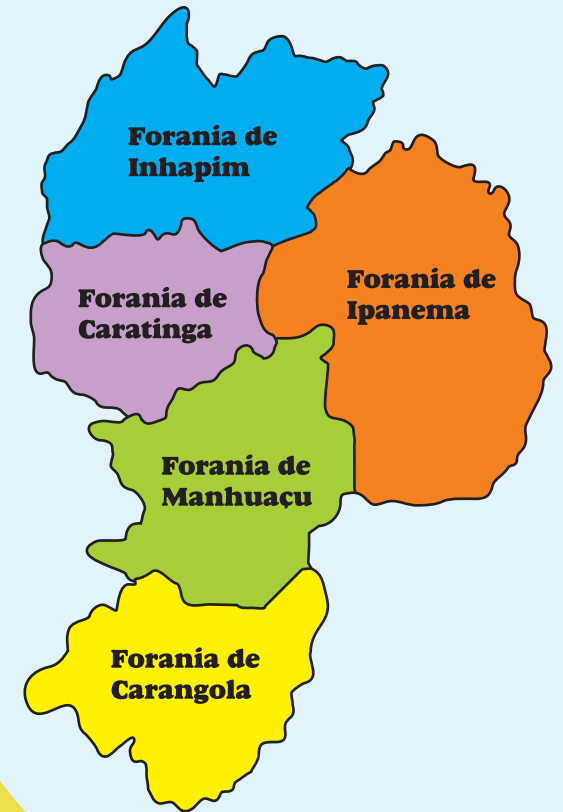 Forania de
Inhapim
Forania de
Ipanema
Forania de
Caratinga
Forania de
Manhuaçu
Forania de
Carangola